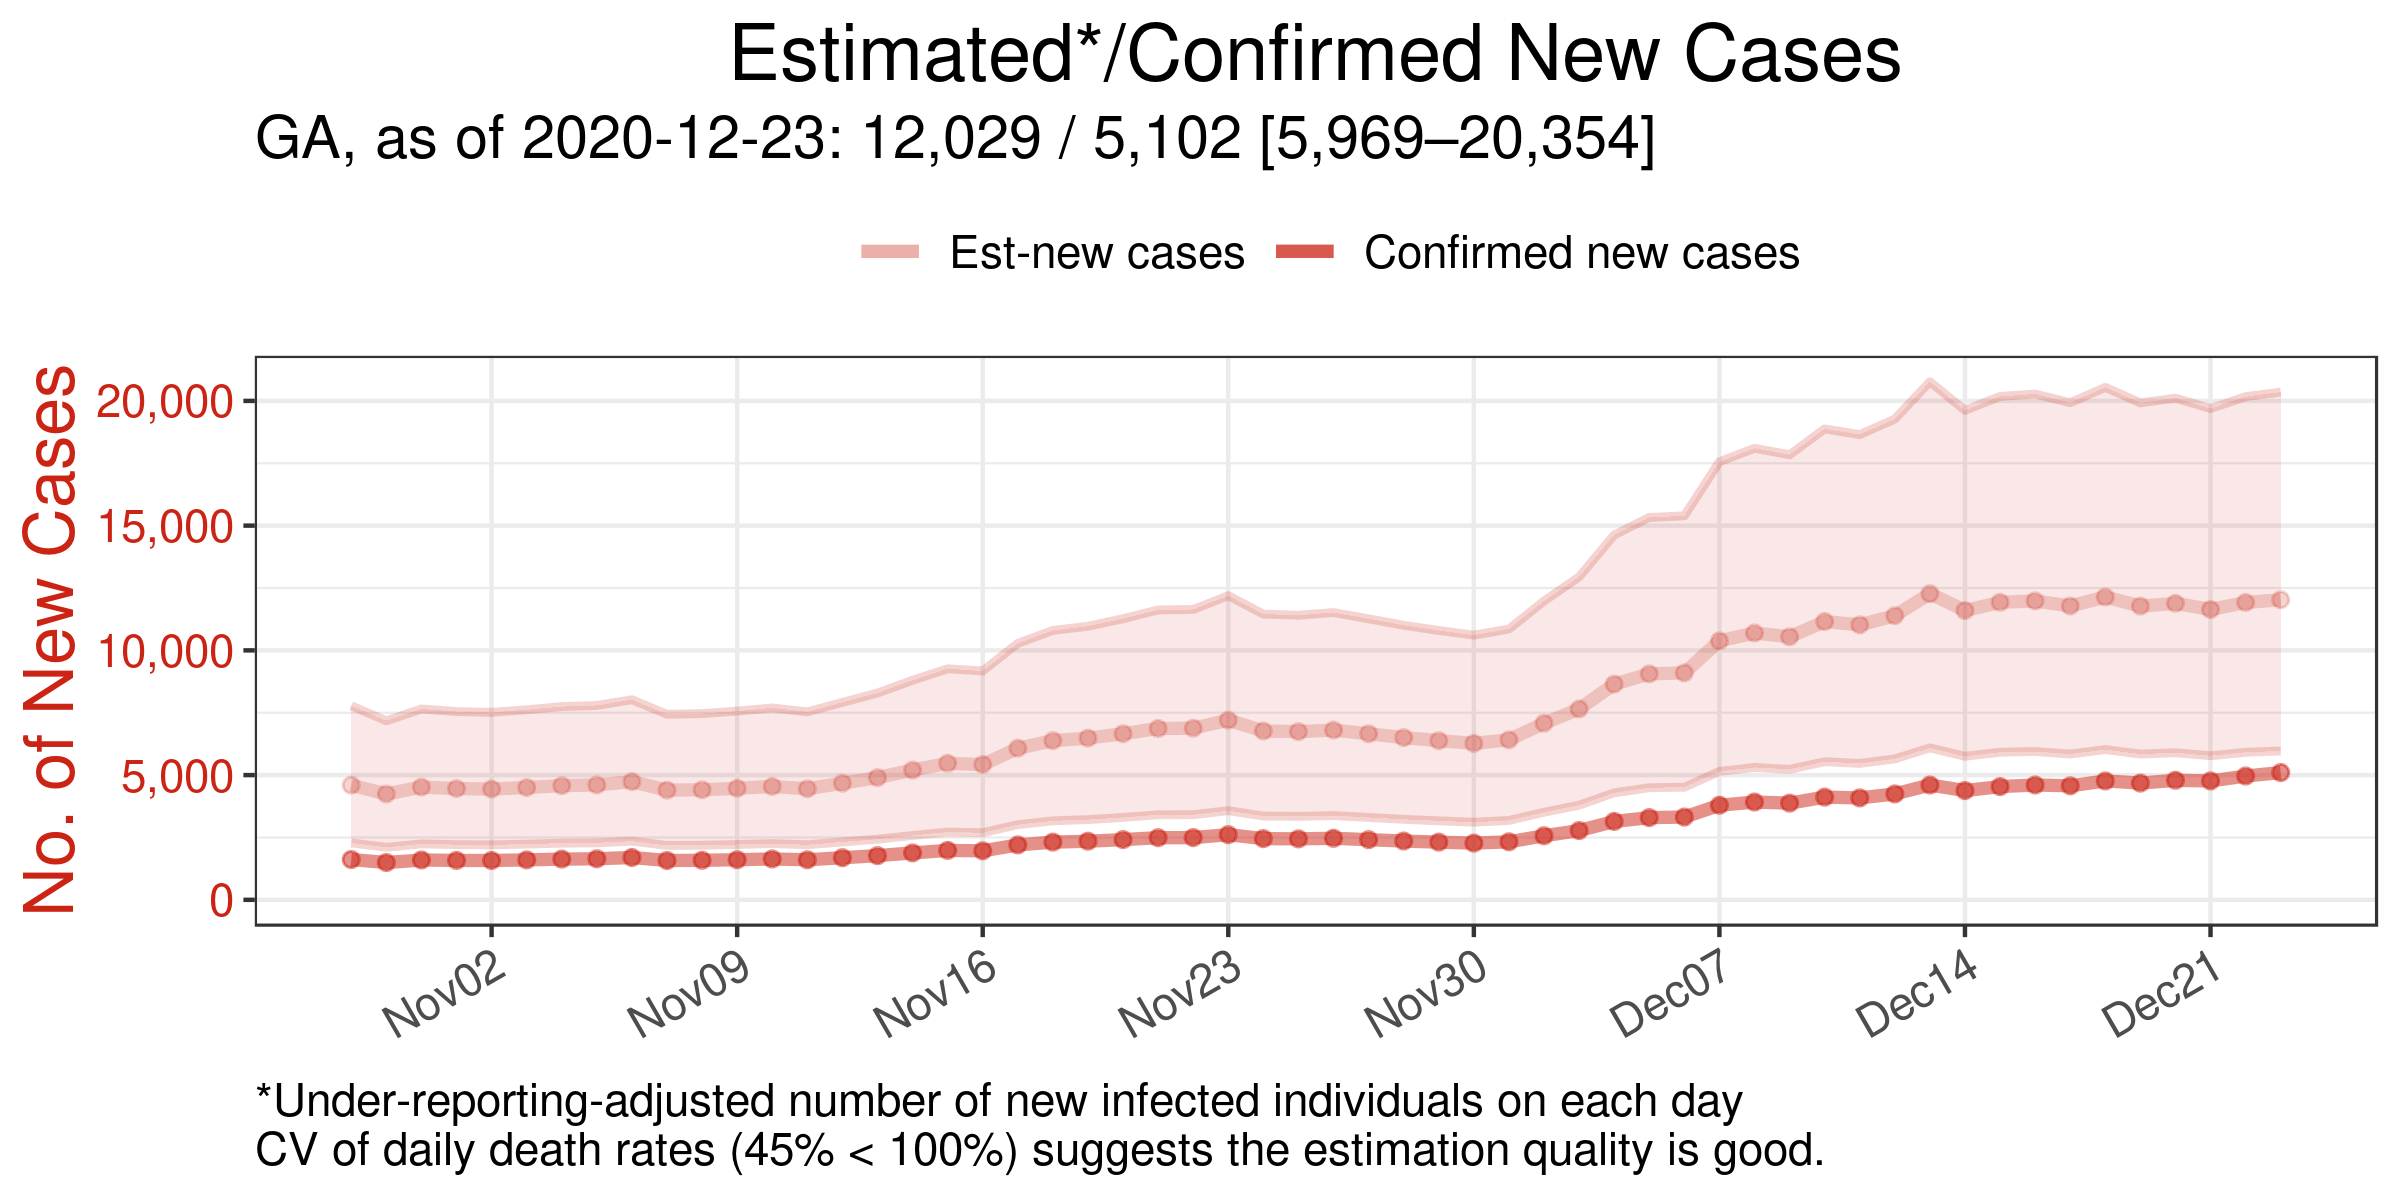 Estimated*/Confirmed New Cases
GA, as of 2020-12-23: 12,029 / 5,102 [5,969–20,354]
Est-new cases
Confirmed new cases
No. of New Cases
20,000
15,000
10,000
5,000
0
Nov02
Nov09
Nov16
Nov23
Nov30
Dec07
Dec14
Dec21
*Under-reporting-adjusted number of new infected individuals on each day
CV of daily death rates (45% < 100%) suggests the estimation quality is good.